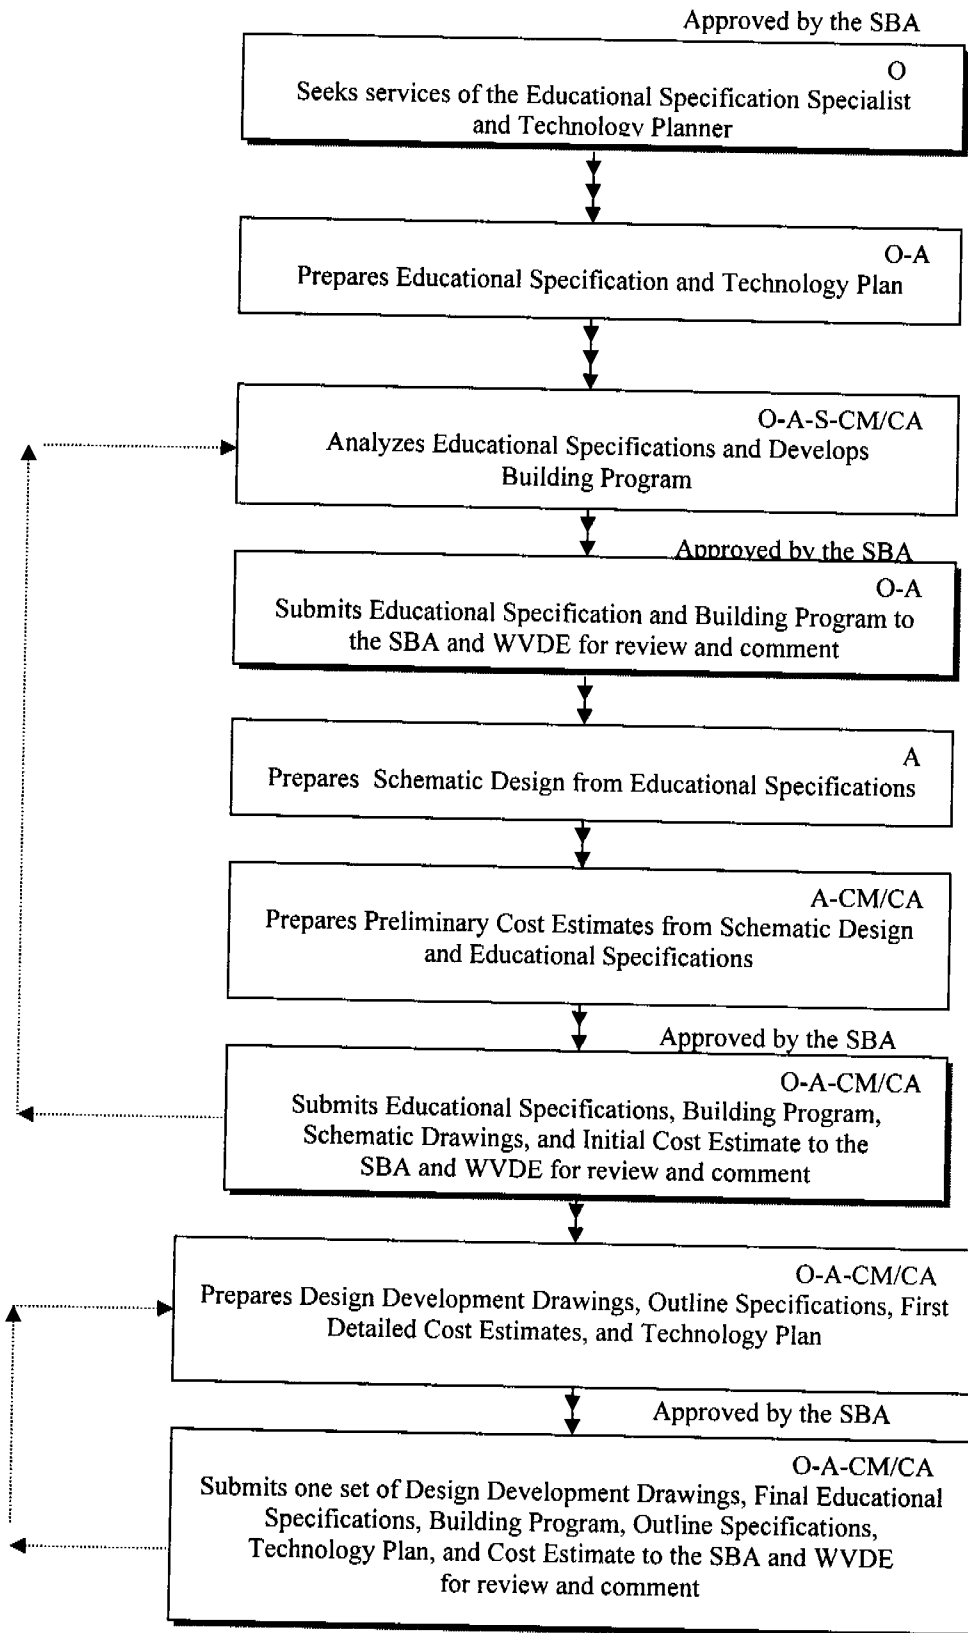 Approved by the SBA
O
Seeks services of the Educational Specification Specialist
and Technology Planner
O-A
Prepares Educational Specification and Technology Plan
O-A-S-CM/CA
Analyzes Educational Specifications and Develops
Building Program
Approved by the SBA
O-A
Submits Educational Specification and Building Program to
the SBA and WVDE for review and comment
A
Prepares Schematic Design from Educational Specifications
A-CM/CA
Prepares Preliminary Cost Estimates from Schematic Design
and Educational Specifications
Approved by the SBA
O-A-CM/CA
Submits Educational Specifications, Building Program,
Schematic Drawings, and Initial Cost Estimate to the
SBA and WVDE for review and comment
O-A-CM/CA
Prepares Design Development Drawings, Outline Specifications, First
Detailed Cost Estimates, and Technology Plan
Approved by the SBA
O-A-CM/CA
Submits one set of Design Development Drawings, Final Educational
Specifications, Building Program, Outline Specifications,
Technology Plan, and Cost Estimate to the SBA and WVDE
for review and comment